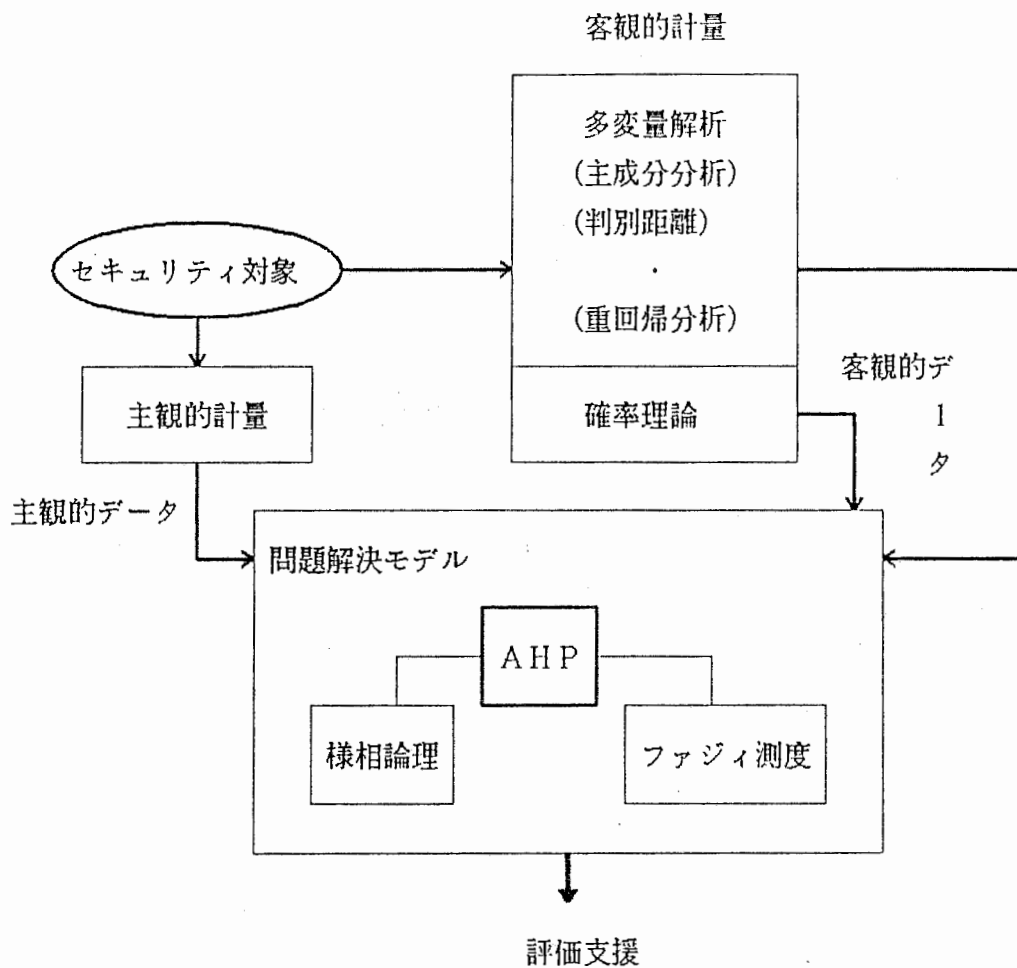 客観的計量
多変量解析
(主成分分析)
(判別距離)
・
(重回帰分析)
確率理論
セキュリティ対象
主観的計量
客観的デ
1
タ
主観的データ
問題解決モデル
AHP
様相論理
ファジィ測度
評価支援